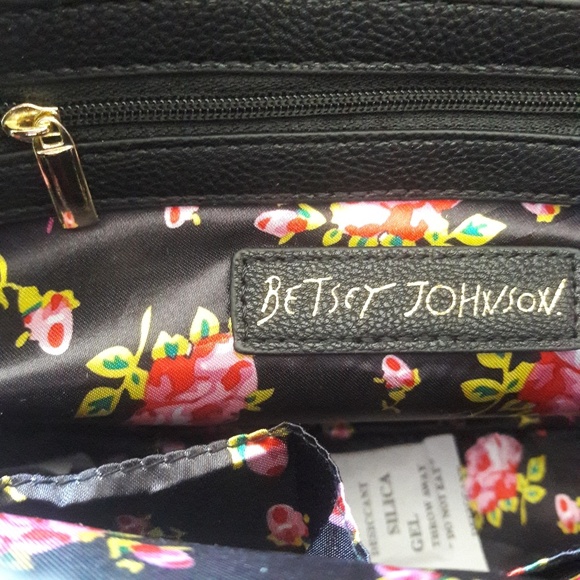 BETSEY JOHNSON.
DESICCANT
SILICA
GEL
THROW AWAY
"DO NOT EAT"